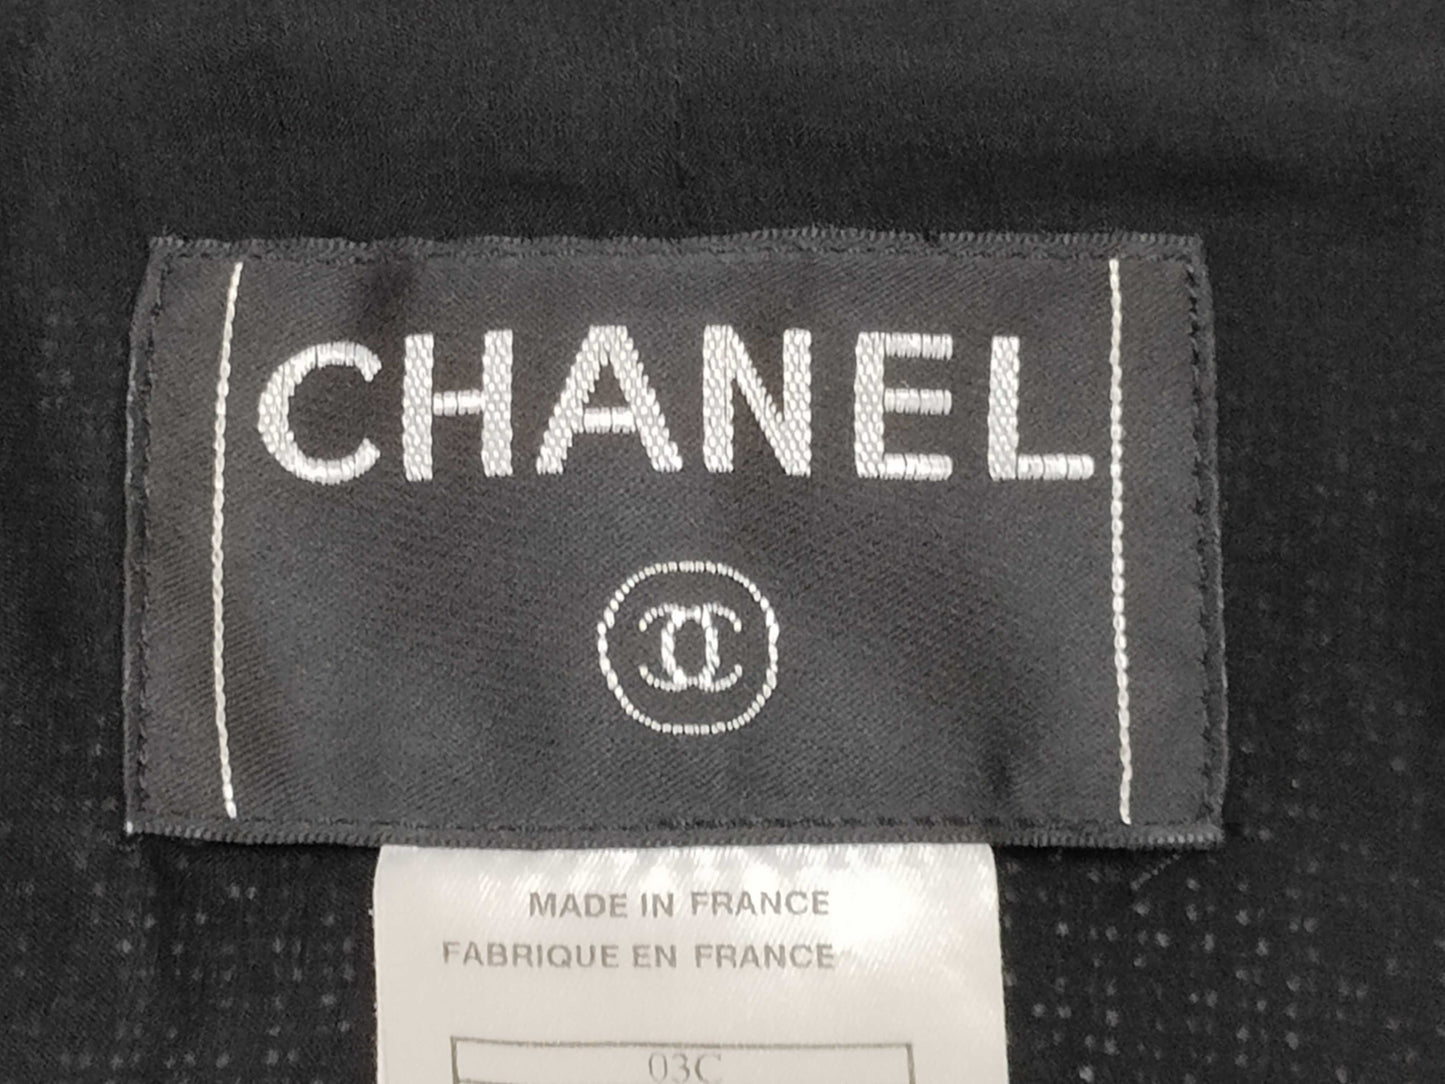 CHANEL
MADE IN FRANCE
FABRIQUE EN FRANCE
03C